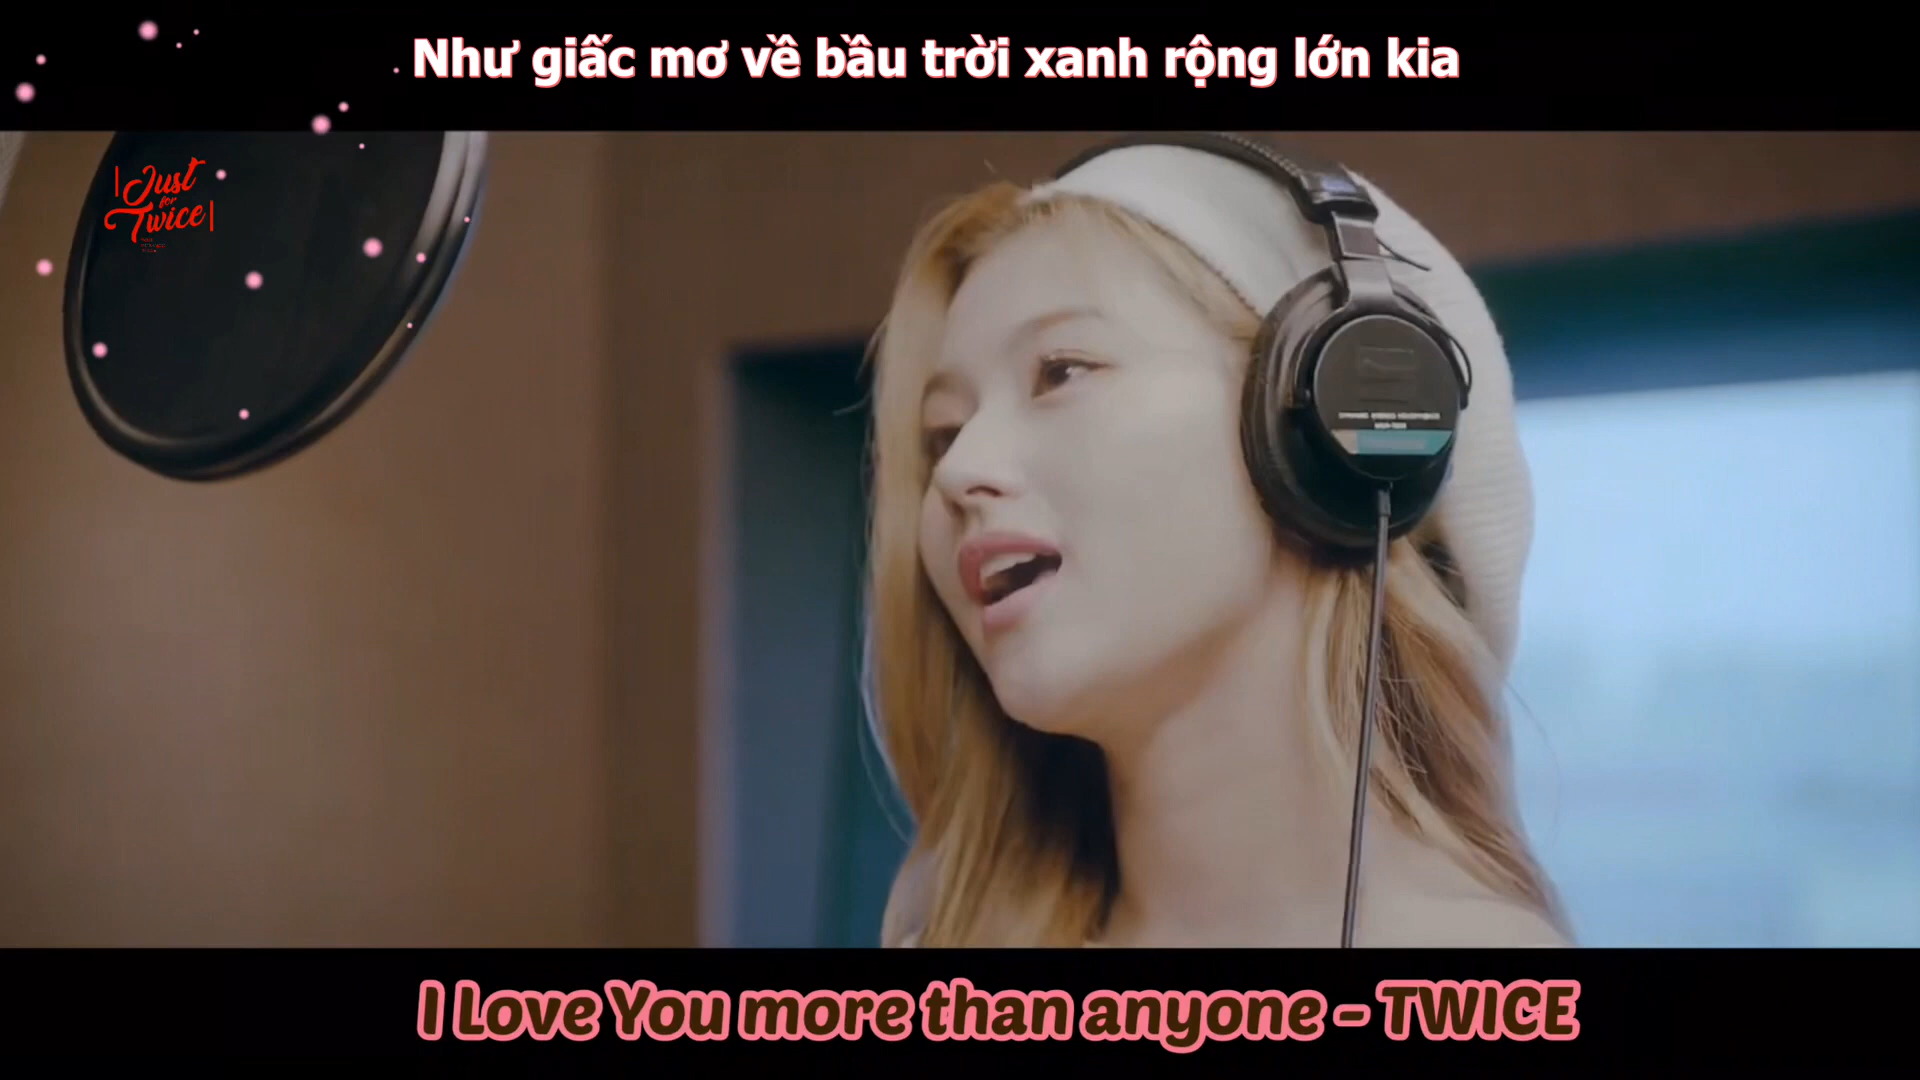 Như giấc mơ về bầu trời xanh rộng lớn kia
|Just
for
Twice|
I Love You more than anyone - TWICE